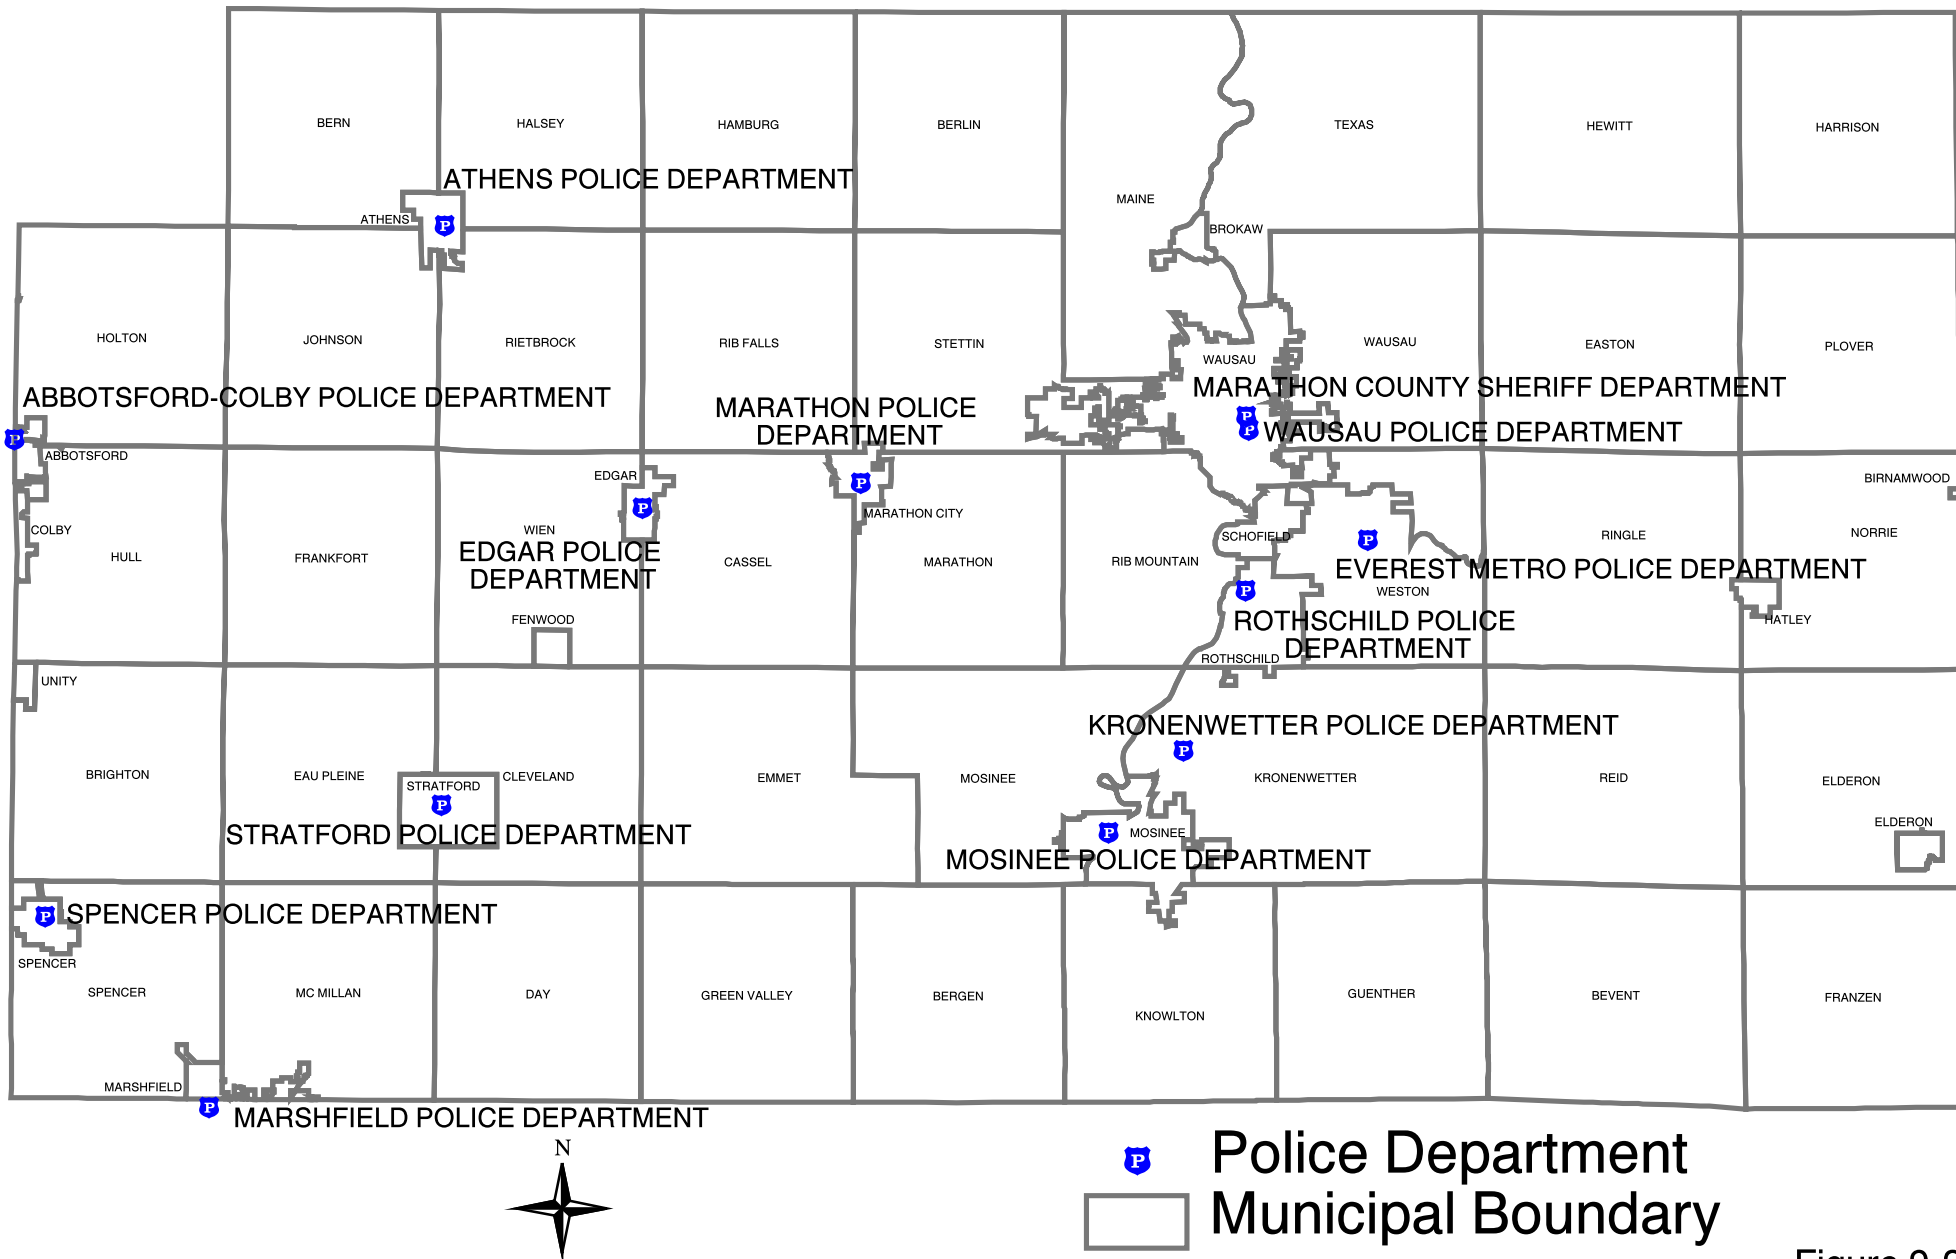 BERN
HALSEY
HAMBURG
BERLIN
TEXAS
HEWITT
HARRISON
ATHENS POLICE DEPARTMENT
MAINE
ATHENS
P
BROKAW
HOLTON
JOHNSON
RIETBROCK
RIB FALLS
STETTIN
WAUSAU
WAUSAU
EASTON
PLOVER
ABBOTSFORD-COLBY POLICE DEPARTMENT
MARATHON COUNTY SHERIFF DEPARTMENT
MARATHON POLICE
DEPARTMENT
P
P
P
WAUSAU POLICE DEPARTMENT
ABBOTSFORD
EDGAR
P
P
MARATHON CITY
BIRNAMWOOD
COLBY
HULL
FRANKFORT
WIEN
EDGAR POLICE
DEPARTMENT
CASSEL
MARATHON
RIB MOUNTAIN
SCHOFIELD
P
RINGLE
NORRIE
EVEREST METRO POLICE DEPARTMENT
WESTON
P
ROTHSCHILD POLICE
DEPARTMENT
HATLEY
FENWOOD
ROTHSCHILD
UNITY
KRONENWETTER POLICE DEPARTMENT
P
BRIGHTON
EAU PLEINE
CLEVELAND
EMMET
MOSINEE
KRONENWETTER
REID
ELDERON
STRATFORD
P
STRATFORD POLICE DEPARTMENT
P
MOSINEE
MOSINEE POLICE DEPARTMENT
ELDERON
P
SPENCER POLICE DEPARTMENT
SPENCER
SPENCER
MC MILLAN
DAY
GREEN VALLEY
BERGEN
KNOWLTON
GUENTHER
BEVENT
FRANZEN
MARSHFIELD
P
MARSHFIELD POLICE DEPARTMENT
N
P
Police Department
Municipal Boundary